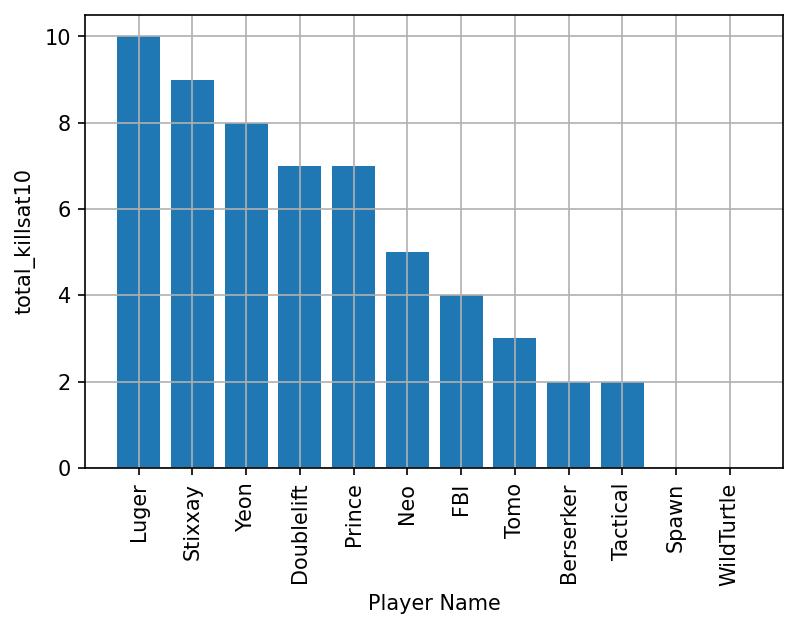 10
8
6
4
2
0
total_killsat10
Luger
Stixxay
Yeon
Doublelift
Prince
Neo
FBI
Tomo
Berserker
Tactical
Spawn
WildTurtle
Player Name